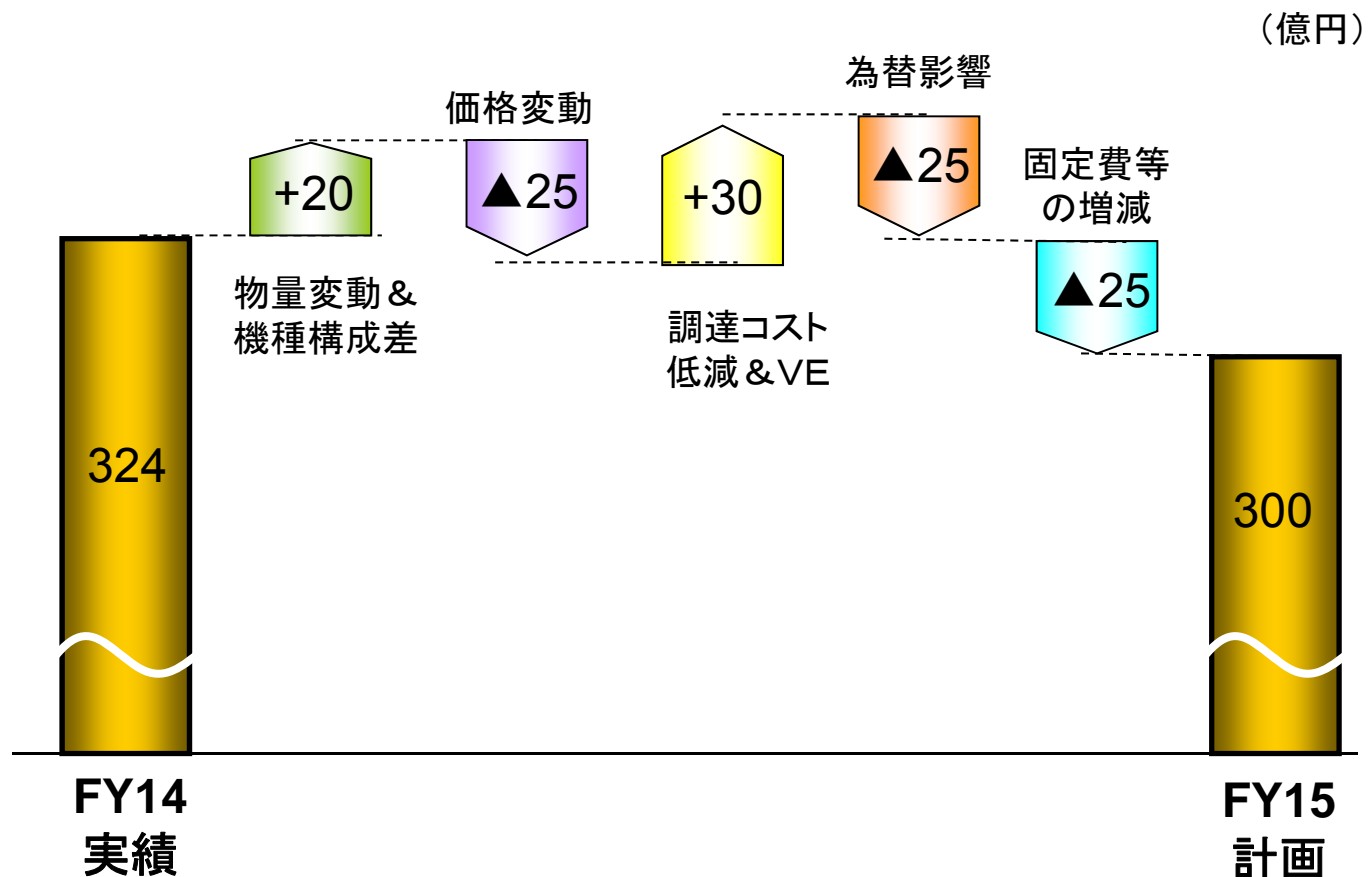 （億円）
為替影響
価格変動
固定費等
の増減
+20
▲25
+30
▲25
▲25
物量変動＆
機種構成差
調達コスト
低減＆VE
324
300
FY14
実績
FY15
計画